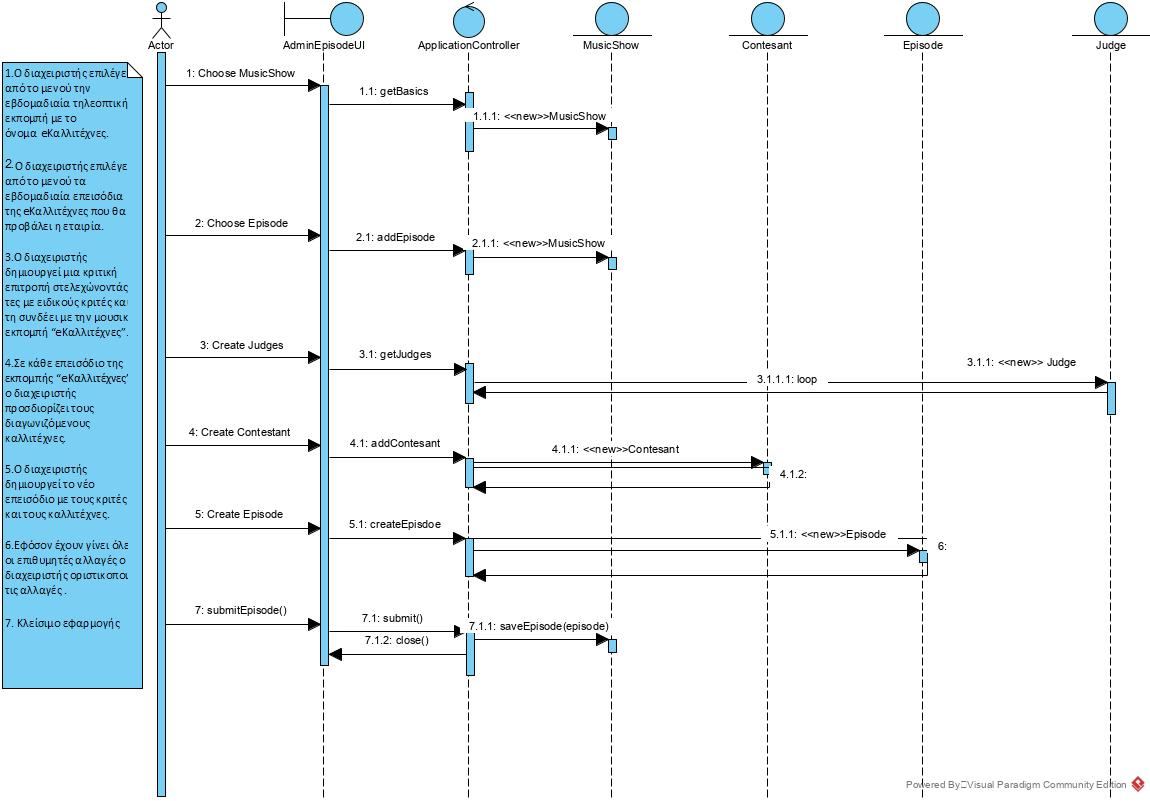 Actor
AdminEpisodeUI
ApplicationController
MusicShow
Contesant
Episode
Judge
1.Ο διαχειριστής επιλέγε
από το μενού την
εβδομαδιαία τηλεοπτική
εκπομπή με το
όνομα eΚαλλιτέχνες.
2.Ο διαχειριστής επιλέγε
από το μενού τα
εβδομαδιαία επεισόδια
της eΚαλλιτέχνες που θα
προβάλει η εταιρία.
3.Ο διαχειριστής
δημιουργεί μια κριτική
επιτροπή στελεχώνοντάς
τες με ειδικούς κριτές και
τη συνδέει με την μουσικ
εκπομπή “eΚαλλιτέχνες”.
4.Σε κάθε επεισόδιο της
εκπομπής “eΚαλλιτέχνες”
ο διαχειριστής
προσδιορίζει τους
διαγωνιζόμενους
καλλιτέχνες.
5.Ο διαχειριστής
δημιουργεί το νέο
επεισόδιο με τους κριτές
και τους καλλιτέχνες.
6.Εφόσον έχουν γίνει όλε
οι επιθυμητές αλλαγές ο
διαχειριστής οριστικοποι
τις αλλαγές .
7. Κλείσιμο εφαρμογής
1: Choose MusicShow
1.1: getBasics
1.1.1: <<new>>MusicShow
2: Choose Episode
2.1: addEpisode
2.1.1: <<new>>MusicShow
3: Create Judges
3.1: getJudges
3.1.1: <<new>> Judge
3.1.1.1: loop
4: Create Contestant
4.1: addContesant
4.1.1: <<new>>Contesant
4.1.2:
5: Create Episode
5.1: createEpisdoe
5.1.1: <<new>>Episode
6:
7: submitEpisode()
7.1: submit()
7.1.1: saveEpisode(episode)
7.1.2: close()
Powered By Visual Paradigm Community Edition